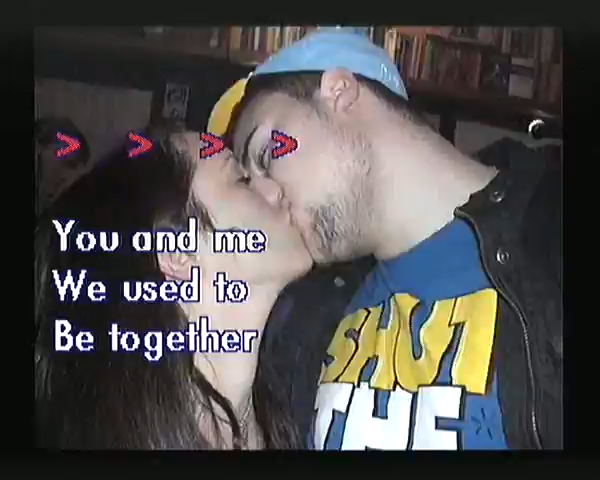 > > > >
You and me
We used to
Be together
SHUT
THE